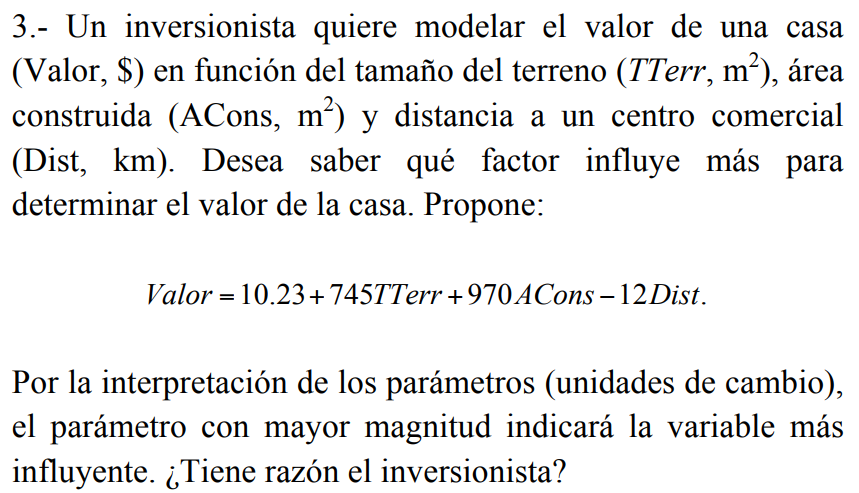 3.- Un inversionista quiere modelar el valor de una casa
(Valor, $) en función del tamaño del terreno (TTerr, m²), área
construida (ACons, m²) y distancia a un centro comercial
(Dist, km). Desea saber qué factor influye más para
determinar el valor de la casa. Propone:
Valor = 10.23 + 745TTerr + 970ACons − 12Dist.
Por la interpretación de los parámetros (unidades de cambio),
el parámetro con mayor magnitud indicará la variable más
influyente. ¿Tiene razón el inversionista?